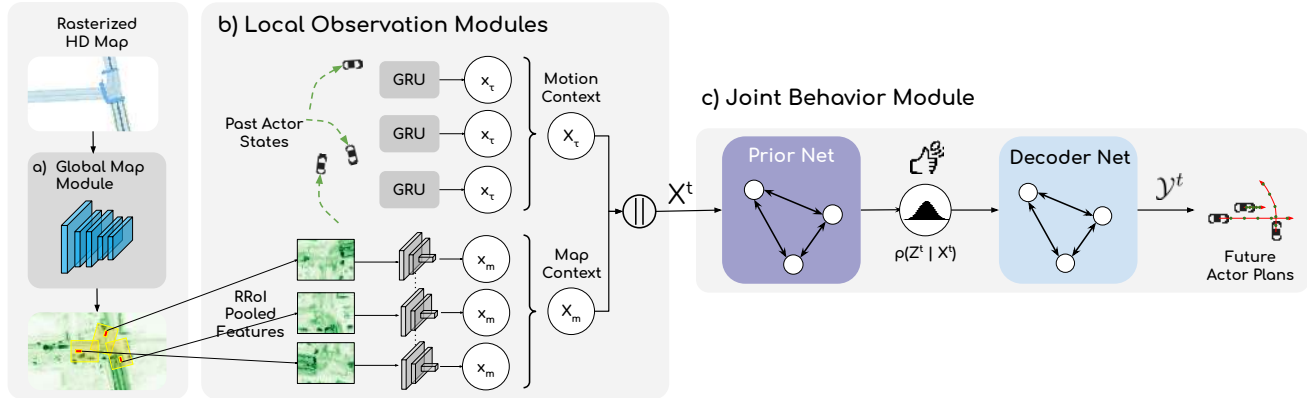 Rasterized
HD Map
a) Global Map
Module
b) Local Observation Modules
Past Actor
States
GRU
xτ
GRU
xτ
GRU
xτ
Motion
Context
Xτ
RRoI
Pooled
Features
xm
xm
xm
Map
Context
Xm
||
Xᵗ
c) Joint Behavior Module
Prior Net
ρ(Zᵗ | Xᵗ)
Decoder Net
𝒴ᵗ
Future
Actor Plans